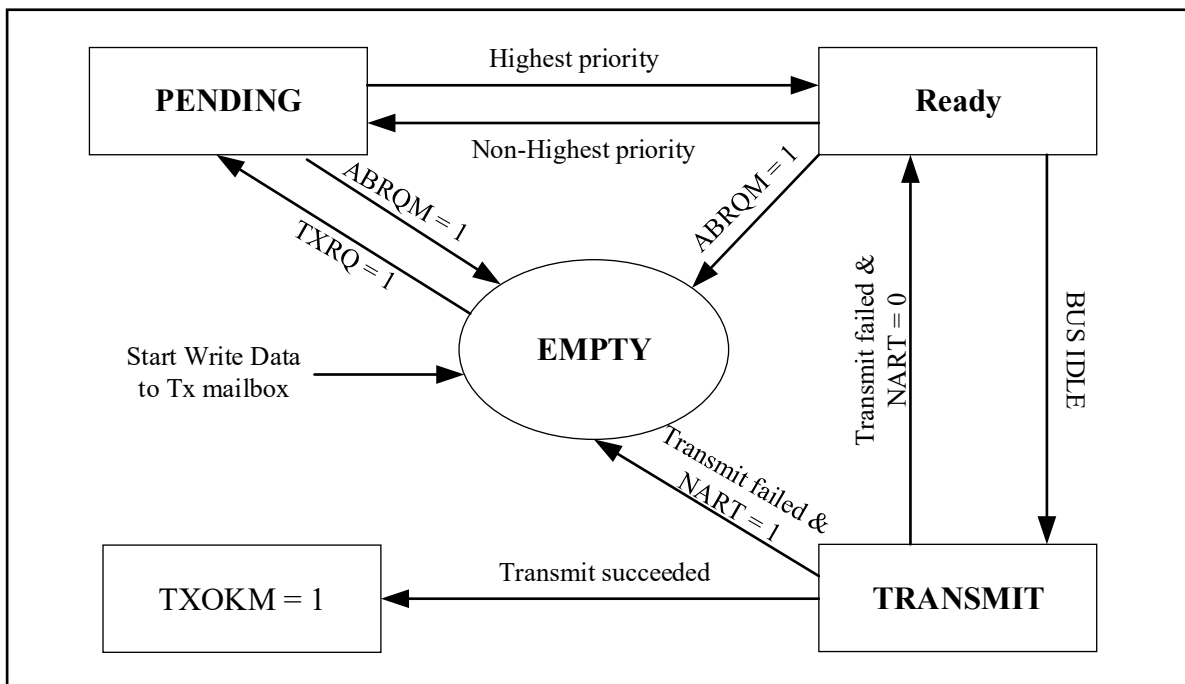 Highest priority
PENDING
Ready
Non-Highest priority
ABRQM = 1
TXRQ = 1
ABRQM = 1
Transmit failed &
NART = 0
BUS IDLE
EMPTY
Start Write Data
to Tx mailbox
Transmit failed &
NART = 1
Transmit succeeded
TXOKM = 1
TRANSMIT